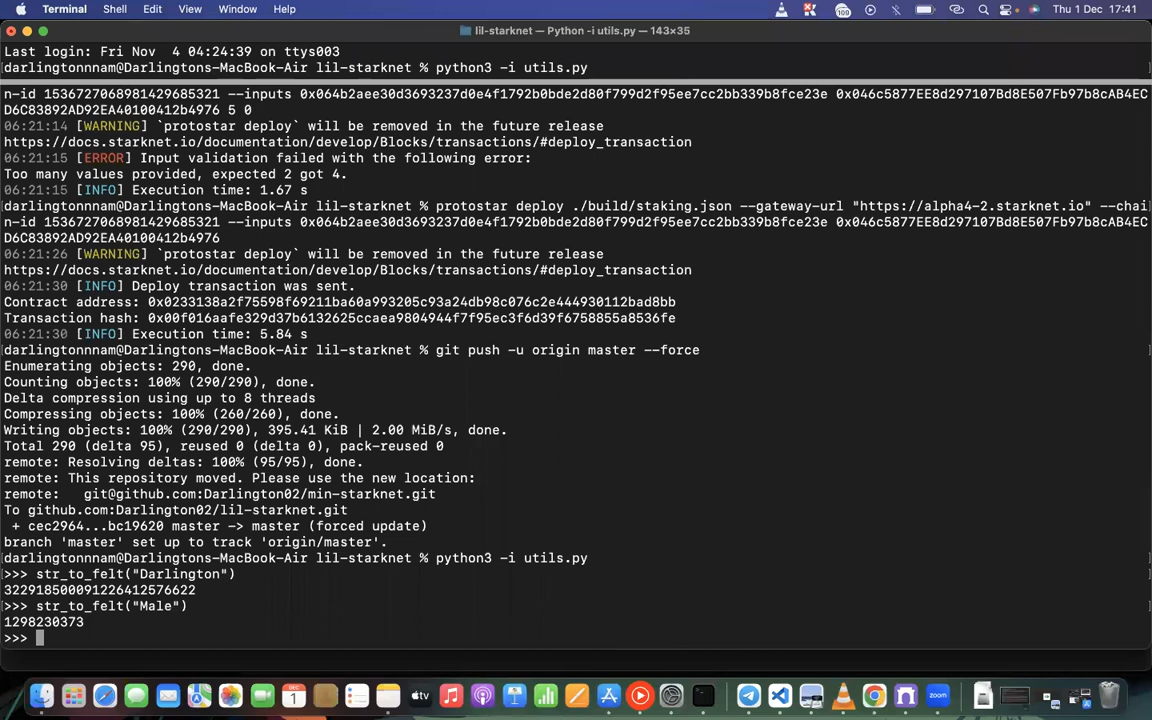 Terminal Shell Edit View Window Help 109 Thu 1 Dec 17:41
lil-starknet — Python -i utils.py — 143×35
Last login: Fri Nov  4 04:24:39 on ttys003
[darlingtonnnam@Darlingtons-MacBook-Air lil-starknet % python3 -i utils.py
n-id 1536727068981429685321 --inputs 0x064b2aee30d3693237d0e4f1792b0bde2d80f799d2f95ee7cc2bb339b8fce23e 0x046c5877EE8d297107Bd8E507Fb97b8cAB4EC
D6C83892AD92EA40100412b4976 5 0
06:21:14 [WARNING] `protostar deploy` will be removed in the future release
https://docs.starknet.io/documentation/develop/Blocks/transactions/#deploy_transaction
06:21:15 [ERROR] Input validation failed with the following error:
Too many values provided, expected 2 got 4.
06:21:15 [INFO] Execution time: 1.67 s
[darlingtonnnam@Darlingtons-MacBook-Air lil-starknet % protostar deploy ./build/staking.json --gateway-url "https://alpha4-2.starknet.io" --chai]
n-id 1536727068981429685321 --inputs 0x064b2aee30d3693237d0e4f1792b0bde2d80f799d2f95ee7cc2bb339b8fce23e 0x046c5877EE8d297107Bd8E507Fb97b8cAB4EC
D6C83892AD92EA40100412b4976
06:21:26 [WARNING] `protostar deploy` will be removed in the future release
https://docs.starknet.io/documentation/develop/Blocks/transactions/#deploy_transaction
06:21:30 [INFO] Deploy transaction was sent.
Contract address: 0x0233138a2f75598f69211ba60a993205c93a24db98c076c2e444930112bad8bb
Transaction hash: 0x00f016aafe329d37b6132625ccaea9804944f7f95ec3f6d39f6758855a8536fe
06:21:30 [INFO] Execution time: 5.84 s
[darlingtonnnam@Darlingtons-MacBook-Air lil-starknet % git push -u origin master --force ]
Enumerating objects: 290, done.
Counting objects: 100% (290/290), done.
Delta compression using up to 8 threads
Compressing objects: 100% (260/260), done.
Writing objects: 100% (290/290), 395.41 KiB | 2.00 MiB/s, done.
Total 290 (delta 95), reused 0 (delta 0), pack-reused 0
remote: Resolving deltas: 100% (95/95), done.
remote: This repository moved. Please use the new location:
remote:   git@github.com:Darlington02/min-starknet.git
To github.com:Darlington02/lil-starknet.git
 + cec2964...bc19620 master -> master (forced update)
branch 'master' set up to track 'origin/master'.
[darlingtonnnam@Darlingtons-MacBook-Air lil-starknet % python3 -i utils.py ]
[>>> str_to_felt("Darlington") ]
322918500091226412576622
[>>> str_to_felt("Male") ]
1298230373
>>>
DEC
1
tv
zoom